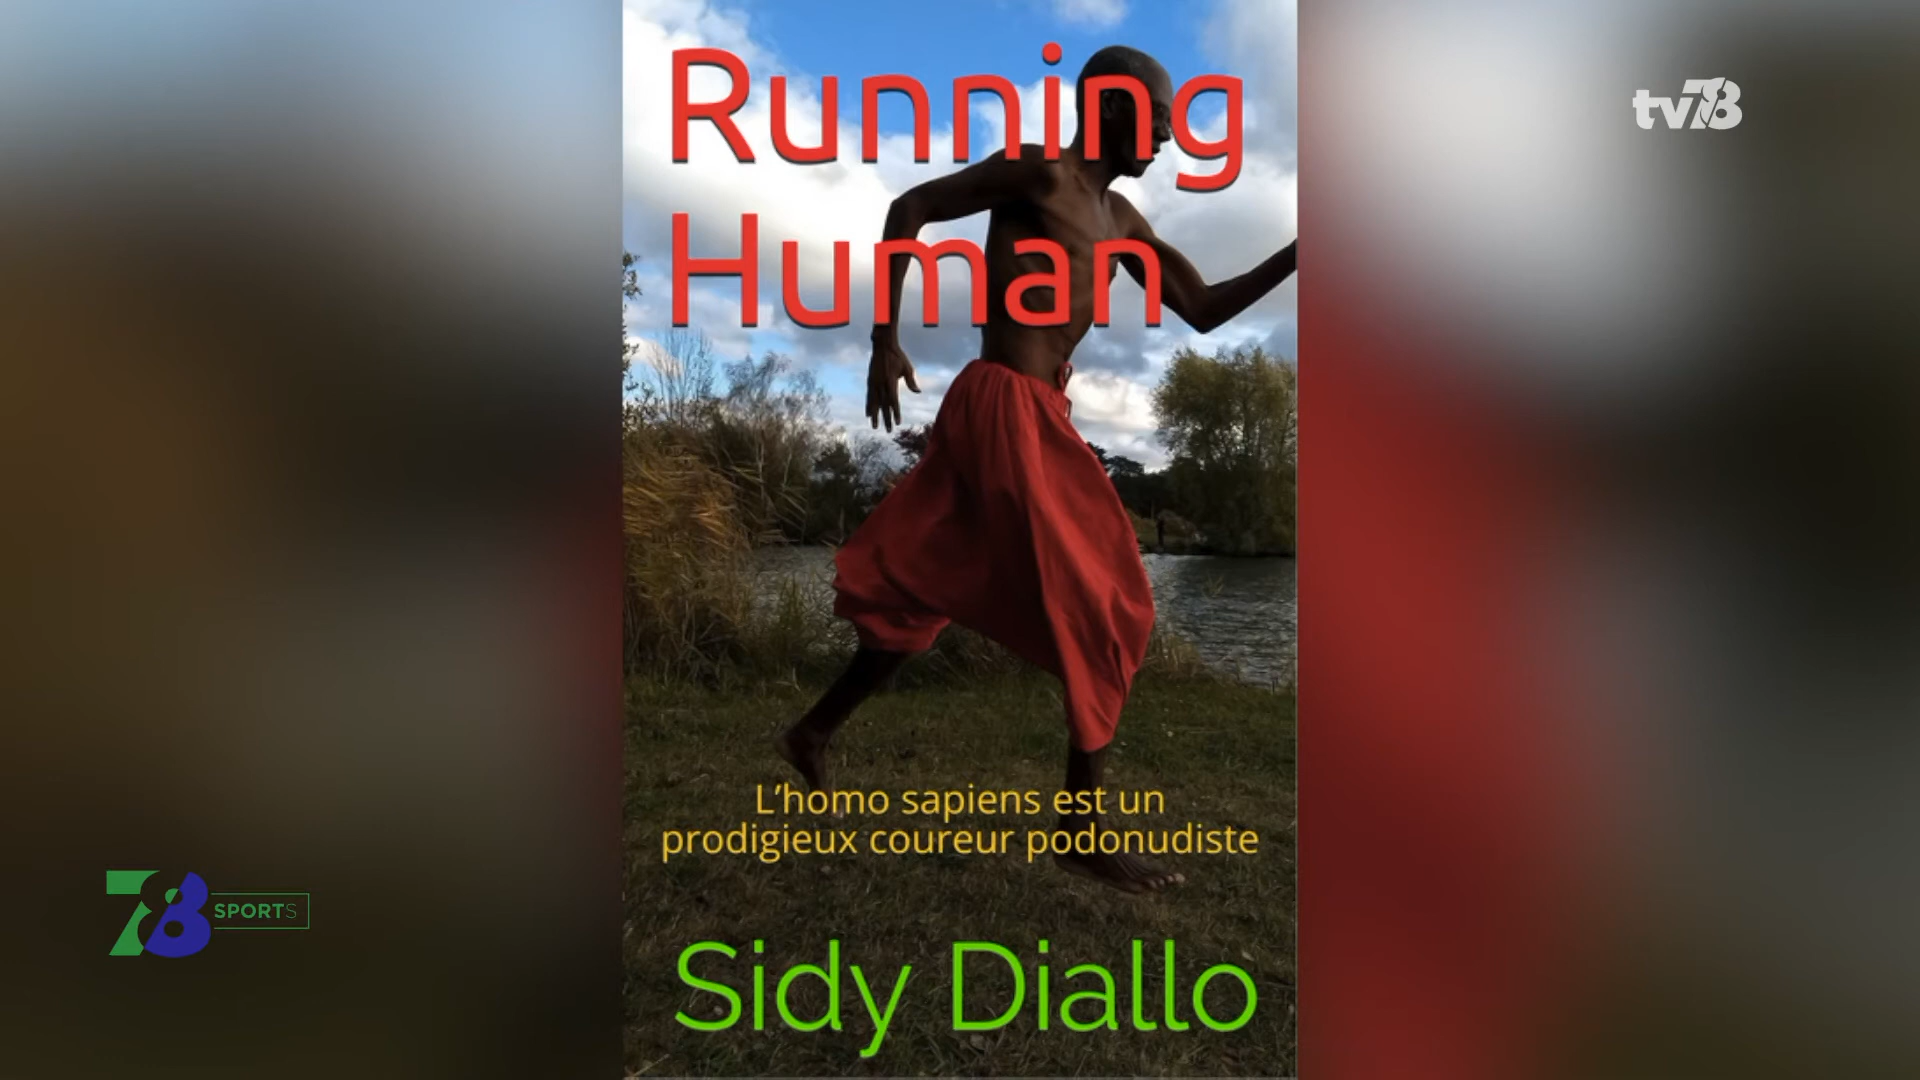 Running
Human
L’homo sapiens est un
prodigieux coureur podonudiste
Sidy Diallo
tv78
78 SPORTS